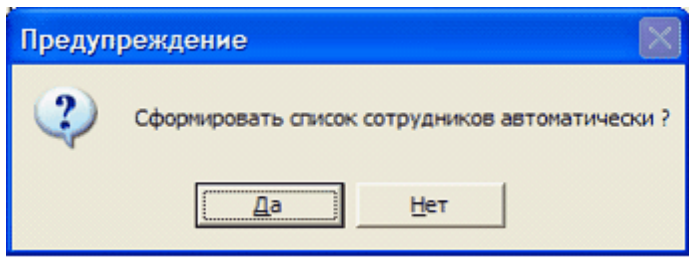 Предупреждение
Сформировать список сотрудников автоматически ?
Да
Нет